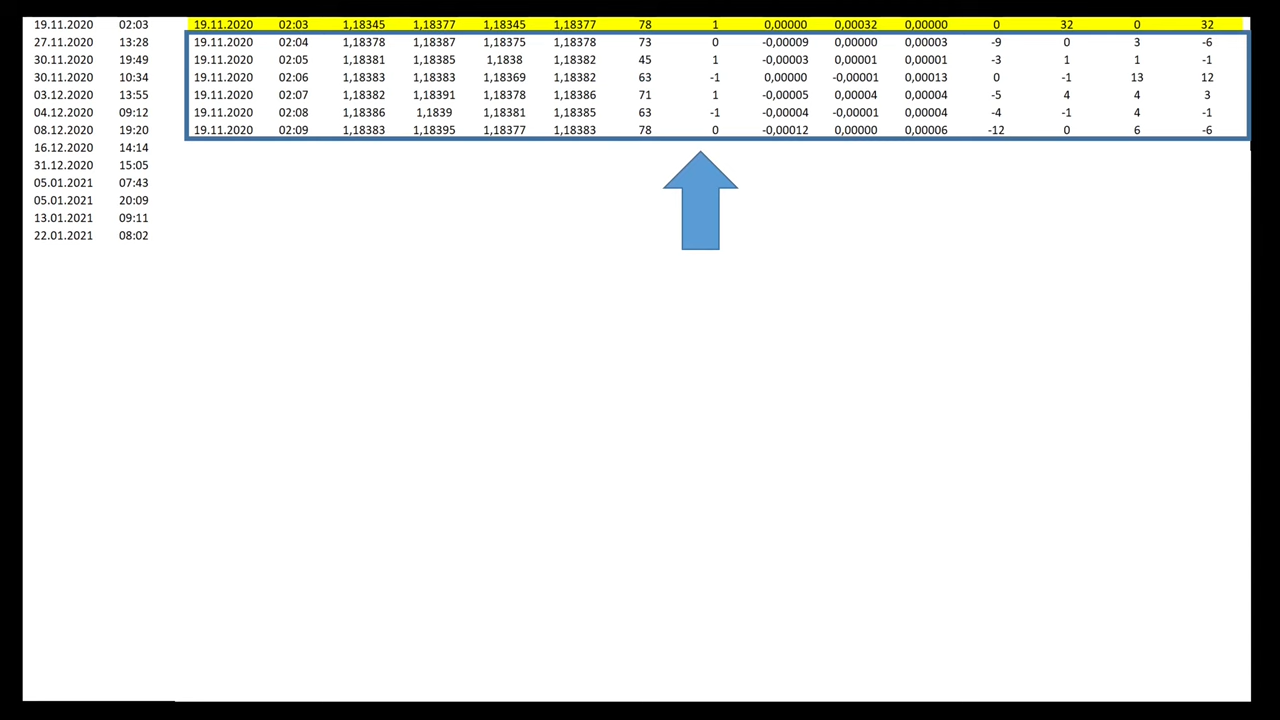 19.11.2020 02:03 19.11.2020 02:03 1,18345 1,18377 1,18345 1,18377 78 1 0,00000 0,00032 0,00000 0 32 0 32
27.11.2020 13:28 19.11.2020 02:04 1,18378 1,18387 1,18375 1,18378 73 0 -0,00009 0,00000 0,00003 -9 0 3 -6
30.11.2020 19:49 19.11.2020 02:05 1,18381 1,18385 1,1838 1,18382 45 1 -0,00003 0,00001 0,00001 -3 1 1 -1
30.11.2020 10:34 19.11.2020 02:06 1,18383 1,18383 1,18369 1,18382 63 -1 0,00000 -0,00001 0,00013 0 -1 13 12
03.12.2020 13:55 19.11.2020 02:07 1,18382 1,18391 1,18378 1,18386 71 1 -0,00005 0,00004 0,00004 -5 4 4 3
04.12.2020 09:12 19.11.2020 02:08 1,18386 1,1839 1,18381 1,18385 63 -1 -0,00004 -0,00001 0,00004 -4 -1 4 -1
08.12.2020 19:20 19.11.2020 02:09 1,18383 1,18395 1,18377 1,18383 78 0 -0,00012 0,00000 0,00006 -12 0 6 -6
16.12.2020 14:14
31.12.2020 15:05
05.01.2021 07:43
05.01.2021 20:09
13.01.2021 09:11
22.01.2021 08:02